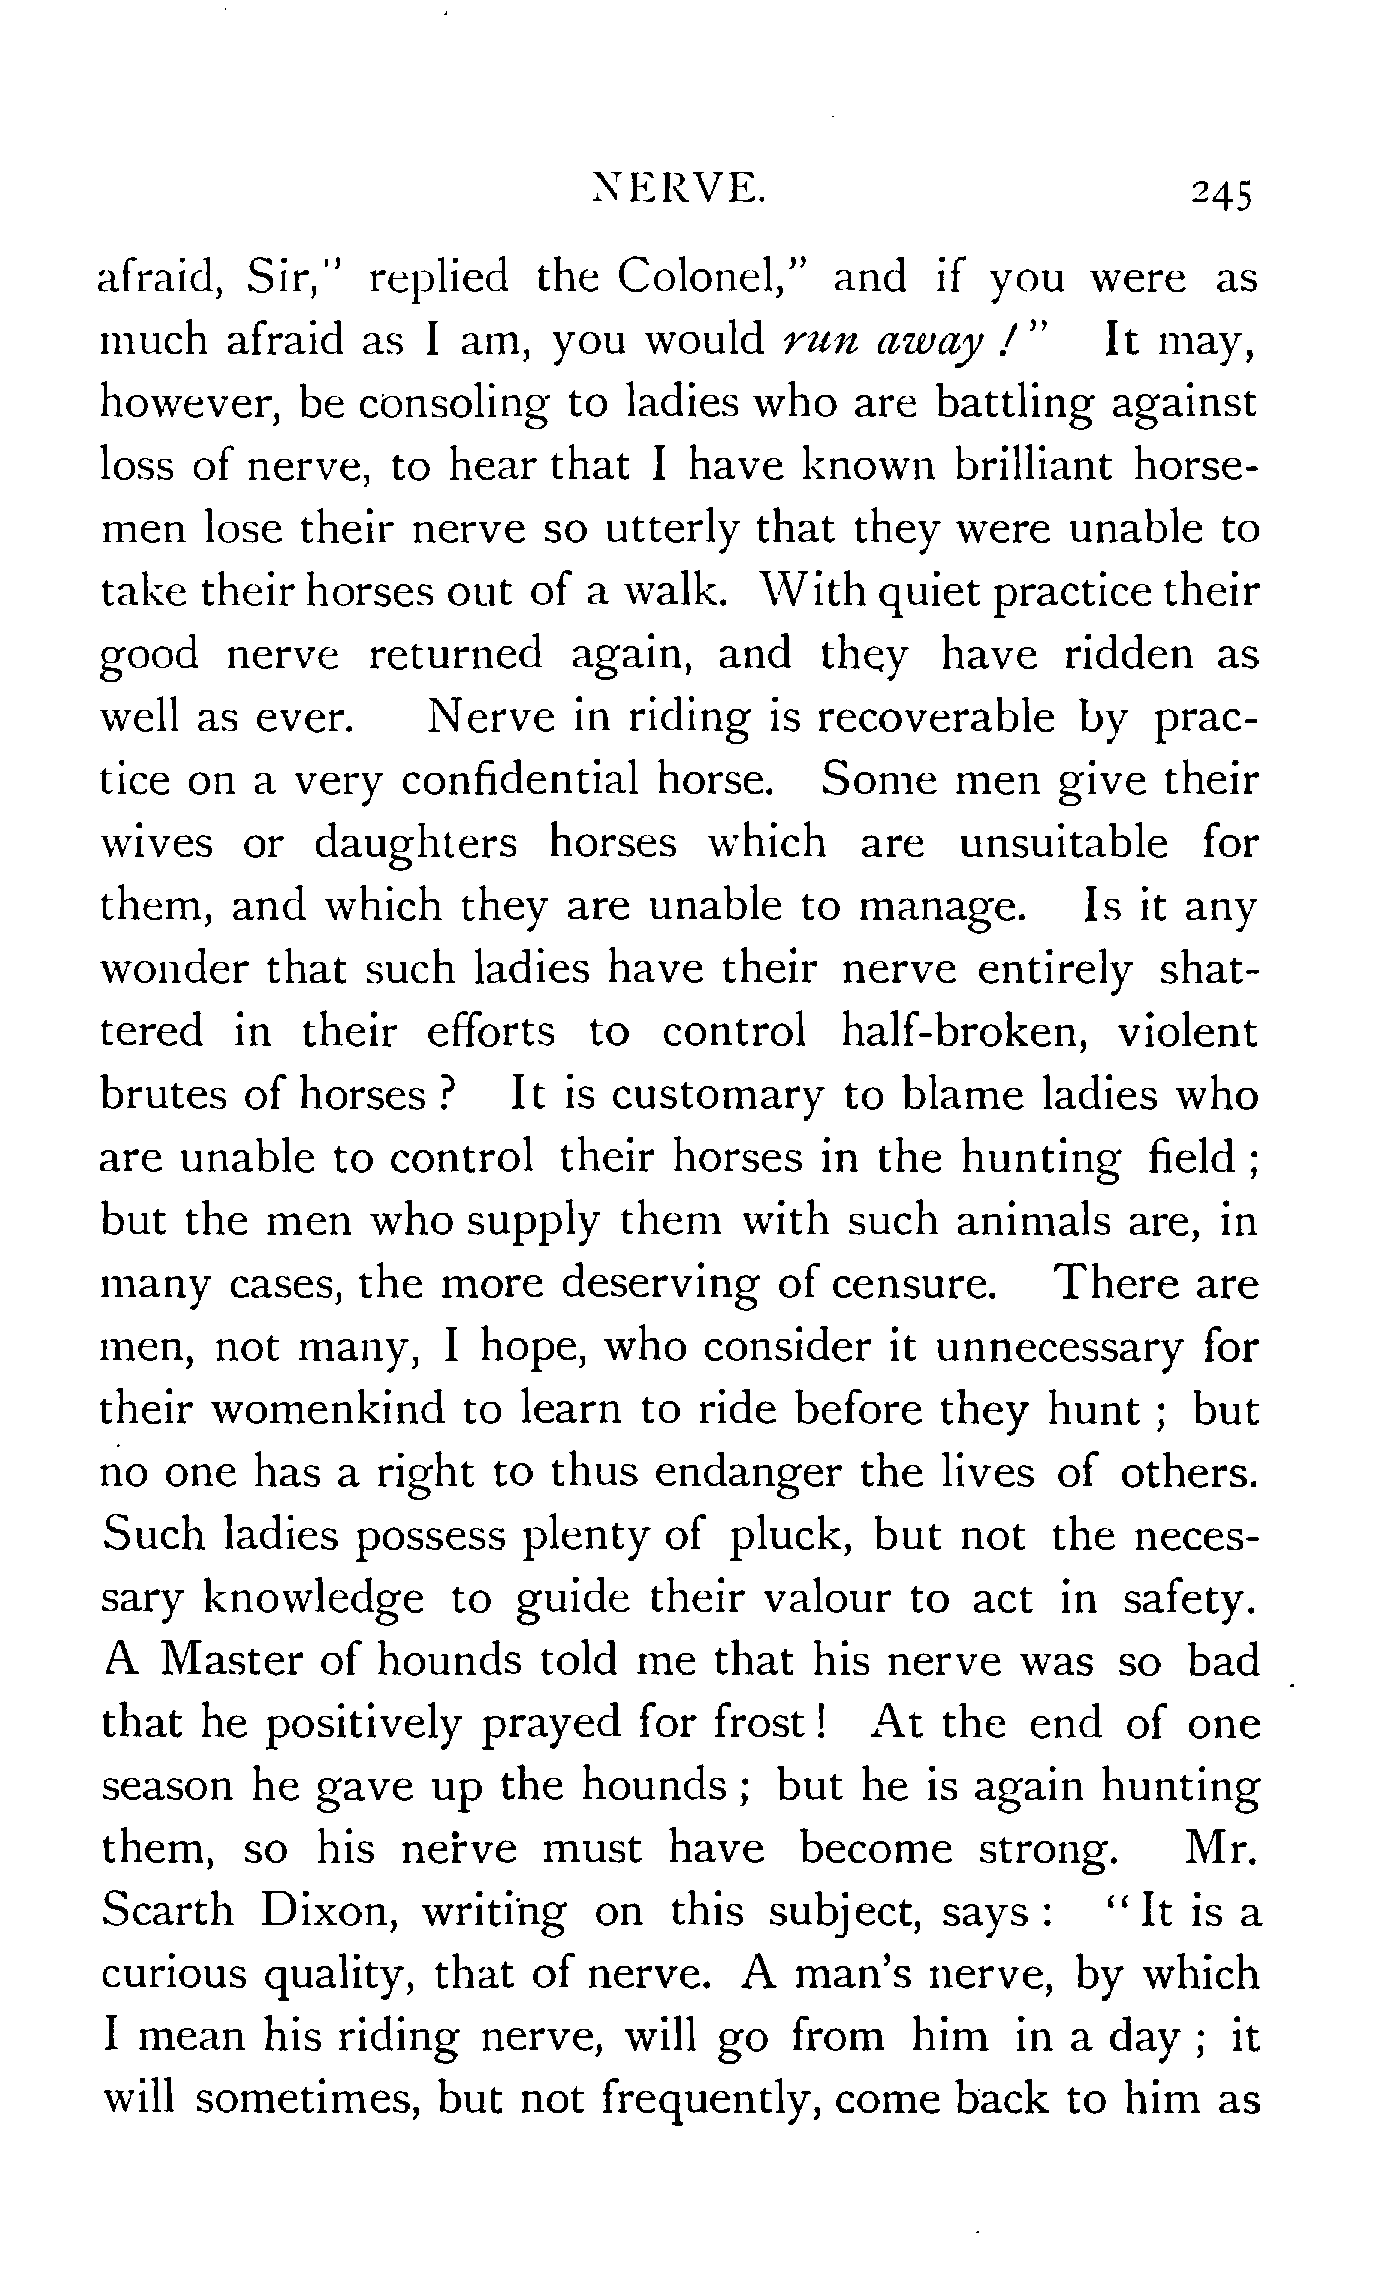 NERVE. 245
afraid, Sir," replied the Colonel," and if you were as
much afraid as I am, you would run away ! " It may,
however, be consoling to ladies who are battling against
loss of nerve, to hear that I have known brilliant horse-
men lose their nerve so utterly that they were unable to
take their horses out of a walk. With quiet practice their
good nerve returned again, and they have ridden as
well as ever. Nerve in riding is recoverable by prac-
tice on a very confidential horse. Some men give their
wives or daughters horses which are unsuitable for
them, and which they are unable to manage. Is it any
wonder that such ladies have their nerve entirely shat-
tered in their efforts to control half-broken, violent
brutes of horses ? It is customary to blame ladies who
are unable to control their horses in the hunting field ;
but the men who supply them with such animals are, in
many cases, the more deserving of censure. There are
men, not many, I hope, who consider it unnecessary for
their womenkind to learn to ride before they hunt ; but
no one has a right to thus endanger the lives of others.
Such ladies possess plenty of pluck, but not the neces-
sary knowledge to guide their valour to act in safety.
A Master of hounds told me that his nerve was so bad
that he positively prayed for frost ! At the end of one
season he gave up the hounds ; but he is again hunting
them, so his nerve must have become strong. Mr.
Scarth Dixon, writing on this subject, says : " It is a
curious quality, that of nerve. A man's nerve, by which
I mean his riding nerve, will go from him in a day ; it
will sometimes, but not frequently, come back to him as